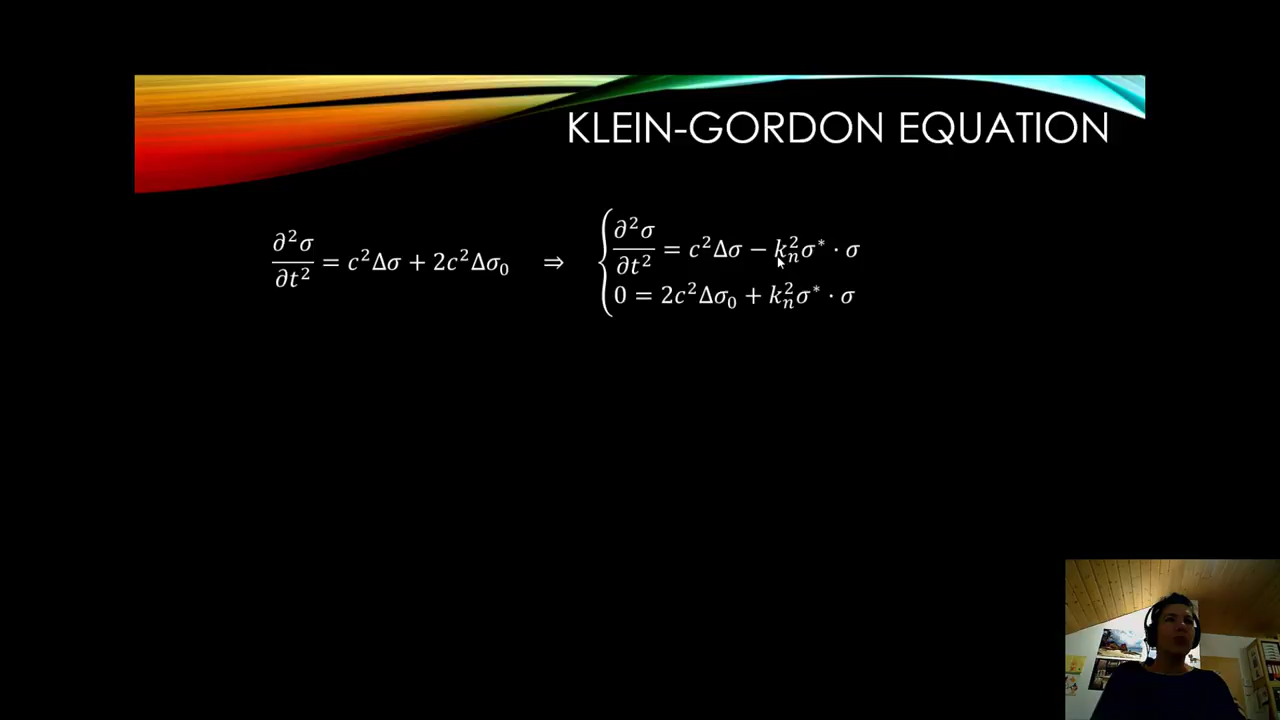 KLEIN-GORDON EQUATION
∂²σ/∂t² = c²Δσ + 2c²Δσ₀ ⇒ { ∂²σ/∂t² = c²Δσ − kₙ²σ* · σ
0 = 2c²Δσ₀ + kₙ²σ* · σ